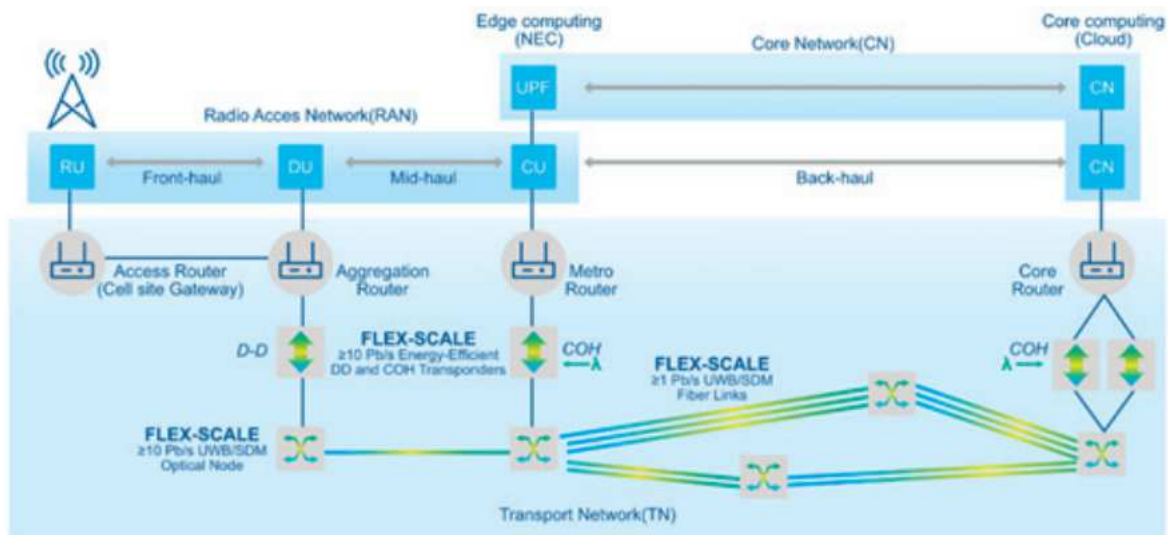 Edge computing
(NEC)
Core computing
(Cloud)
Core Network(CN)
UPF
CN
Radio Acces Network(RAN)
RU
Front-haul
DU
Mid-haul
CU
Back-haul
CN
Access Router
(Cell site Gateway)
Aggregation
Router
Metro
Router
Core
Router
D-D
FLEX-SCALE
≥10 Pb/s Energy-Efficient
DD and COH Transponders
COH
λ
FLEX-SCALE
≥1 Pb/s UWB/SDM
Fiber Links
COH
λ
FLEX-SCALE
≥10 Pb/s UWB/SDM
Optical Node
Transport Network(TN)